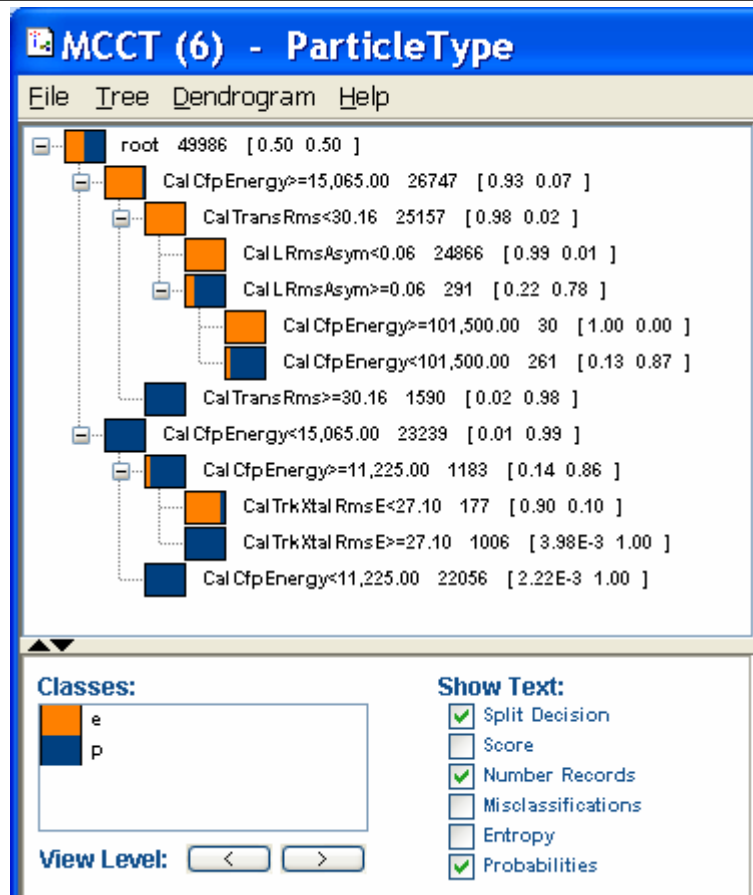 MCCT (6) - ParticleType
File Tree Dendrogram Help
root 49986 [ 0.50 0.50 ]
CalCfpEnergy>=15,065.00 26747 [ 0.93 0.07 ]
CalTransRms<30.16 25157 [ 0.98 0.02 ]
CalLRmsAsym<0.06 24866 [ 0.99 0.01 ]
CalLRmsAsym>=0.06 291 [ 0.22 0.78 ]
CalCfpEnergy>=101,500.00 30 [ 1.00 0.00 ]
CalCfpEnergy<101,500.00 261 [ 0.13 0.87 ]
CalTransRms>=30.16 1590 [ 0.02 0.98 ]
CalCfpEnergy<15,065.00 23239 [ 0.01 0.99 ]
CalCfpEnergy>=11,225.00 1183 [ 0.14 0.86 ]
CalTrkXtalRmsE<27.10 177 [ 0.90 0.10 ]
CalTrkXtalRmsE>=27.10 1006 [ 3.98E-3 1.00 ]
CalCfpEnergy<11,225.00 22056 [ 2.22E-3 1.00 ]
Classes:
e
p
View Level: < >
Show Text:
Split Decision
Score
Number Records
Misclassifications
Entropy
Probabilities